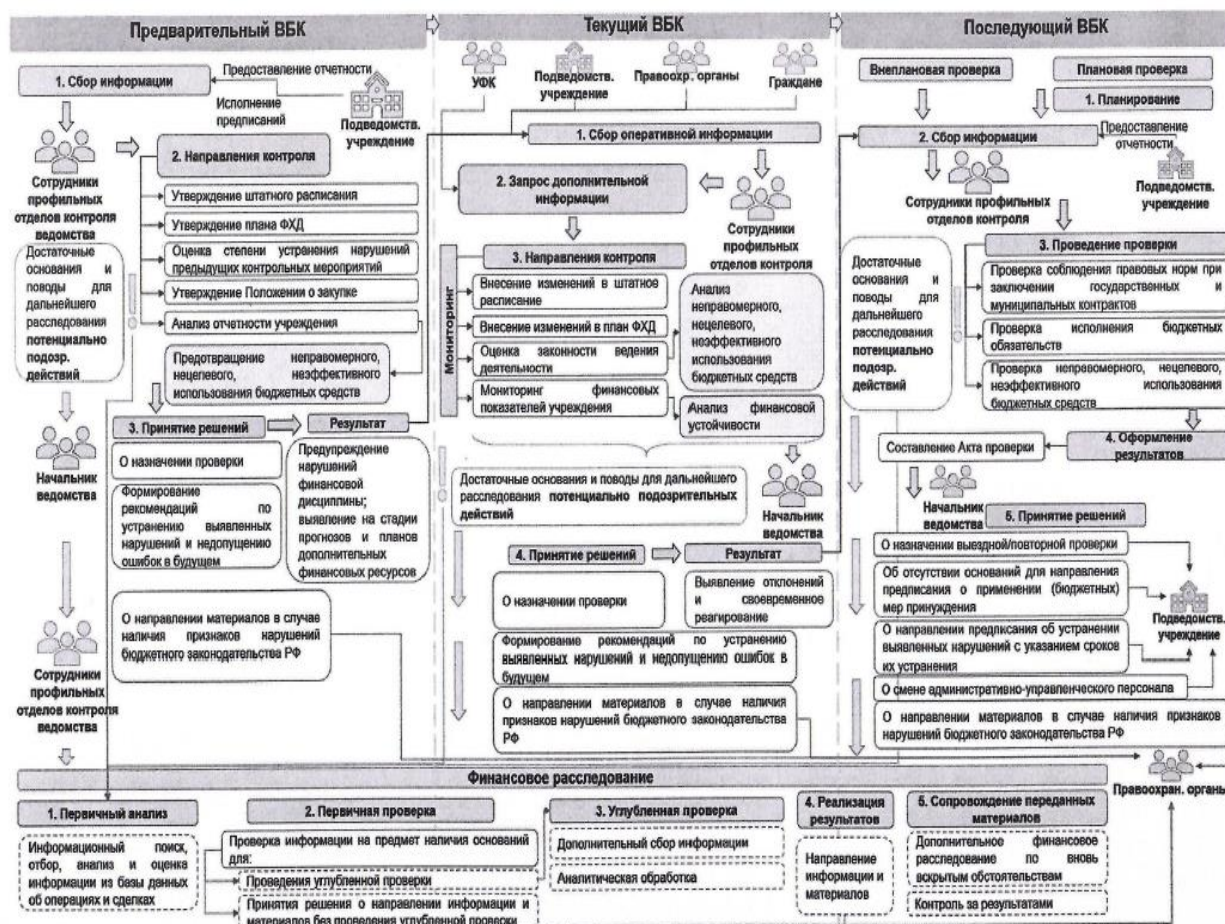 Предварительный ВБК
1. Сбор информации
Предоставление отчетности
Исполнение
предписаний
Подведомств.
учреждение
Сотрудники
профильных
отделов контроля
ведомства
2. Направления контроля
Утверждение штатного расписания
Утверждение плана ФХД
Оценка степени устранения нарушений
предыдущих контрольных мероприятий
Утверждение Положении о закупке
Анализ отчетности учреждения
Достаточные
основания и
поводы для
дальнейшего
расследования
потенциально
подозр.
действий
Предотвращение неправомерного,
нецелевого, неэффективного
использования бюджетных средств
3. Принятие решений
Результат
О назначении проверки
Формирование
рекомендаций по
устранению выявленных
нарушений и недопущению
ошибок в будущем
Предупреждение
нарушений
финансовой
дисциплины;
выявление на стадии
прогнозов и планов
дополнительных
финансовых ресурсов
Начальник
ведомства
О направлении материалов в случае
наличия признаков нарушений
бюджетного законодательства РФ
Сотрудники
профильных
отделов контроля
ведомства
Текущий ВБК
УФК
Подведомств.
учреждение
Правоохр. органы
Граждане
1. Сбор оперативной информации
2. Запрос дополнительной
информации
Сотрудники
профильных
отделов контроля
3. Направления контроля
Мониторинг
Внесение изменений в штатное
расписание
Внесение изменений в план ФХД
Оценка законности ведения
деятельности
Мониторинг финансовых
показателей учреждения
Анализ
неправомерного,
нецелевого,
неэффективного
использования
бюджетных средств
Анализ финансовой
устойчивости
Достаточные основания и поводы для дальнейшего
расследования потенциально подозрительных
действий
Начальник
ведомства
4. Принятие решений
Результат
О назначении проверки
Выявление отклонений
и своевременное
реагирование
Формирование рекомендаций по устранению
выявленных нарушений и недопущению ошибок в
будущем
О направлении материалов в случае наличия
признаков нарушений бюджетного законодательства
РФ
Последующий ВБК
Внеплановая проверка
Плановая проверка
1. Планирование
2. Сбор информации
Предоставление
отчетности
Сотрудники профильных
отделов контроля
Подведомств.
учреждение
Достаточные
основания и
поводы для
дальнейшего
расследования
потенциально
подозр.
действий
3. Проведение проверки
Проверка соблюдения правовых норм при
заключении государственных и
муниципальных контрактов
Проверка исполнения бюджетных
обязательств
Проверка неправомерного, нецелевого,
неэффективного использования
бюджетных средств
4. Оформление
результатов
Составление Акта проверки
Начальник
ведомства
5. Принятие решений
О назначении выездной/повторной проверки
Об отсутствии оснований для направления
предписания о применении (бюджетных)
мер принуждения
О направлении предписания об устранении
выявленных нарушений с указанием сроков
их устранения
О смене административно-управленческого персонала
О направлении материалов в случае наличия признаков
нарушений бюджетного законодательства РФ
Подведомств.
учреждение
Правоохран. органы
Финансовое расследование
1. Первичный анализ
Информационный поиск,
отбор, анализ и оценка
информации из базы данных
об операциях и сделках
2. Первичная проверка
Проверка информации на предмет наличия оснований
для:
Проведения углубленной проверки
Принятия решения о направлении информации и
материалов без проведения углубленной проверки
3. Углубленная проверка
Дополнительный сбор информации
Аналитическая обработка
4. Реализация
результатов
Направление
информации и
материалов
5. Сопровождение переданных
материалов
Дополнительное финансовое
расследование по вновь
вскрытым обстоятельствам
Контроль за результатами